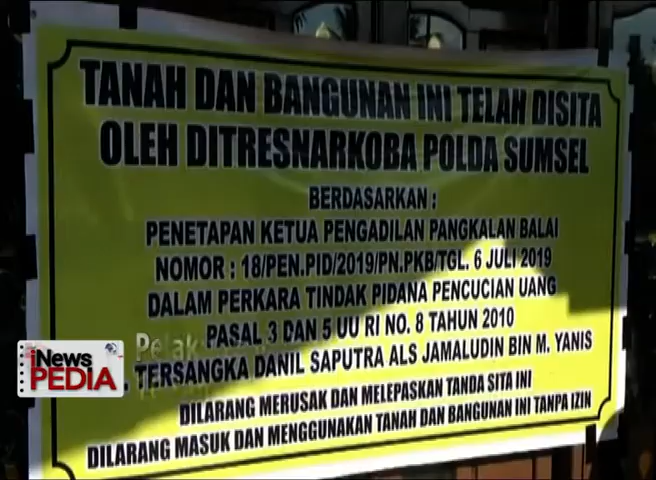 TANAH DAN BANGUNAN INI TELAH DISITA
OLEH DITRESNARKOBA POLDA SUMSEL
BERDASARKAN :
PENETAPAN KETUA PENGADILAN PANGKALAN BALAI
NOMOR : 18/PEN.PID/2019/PN.PKB/TGL. 6 JULI 2019
DALAM PERKARA TINDAK PIDANA PENCUCIAN UANG
PASAL 3 DAN 5 UU RI NO. 8 TAHUN 2010
TERSANGKA DANIL SAPUTRA ALS JAMALUDIN BIN M. YANIS
DILARANG MERUSAK DAN MELEPASKAN TANDA SITA INI
DILARANG MASUK DAN MENGGUNAKAN TANAH DAN BANGUNAN INI TANPA IZIN
iNews
PEDIA